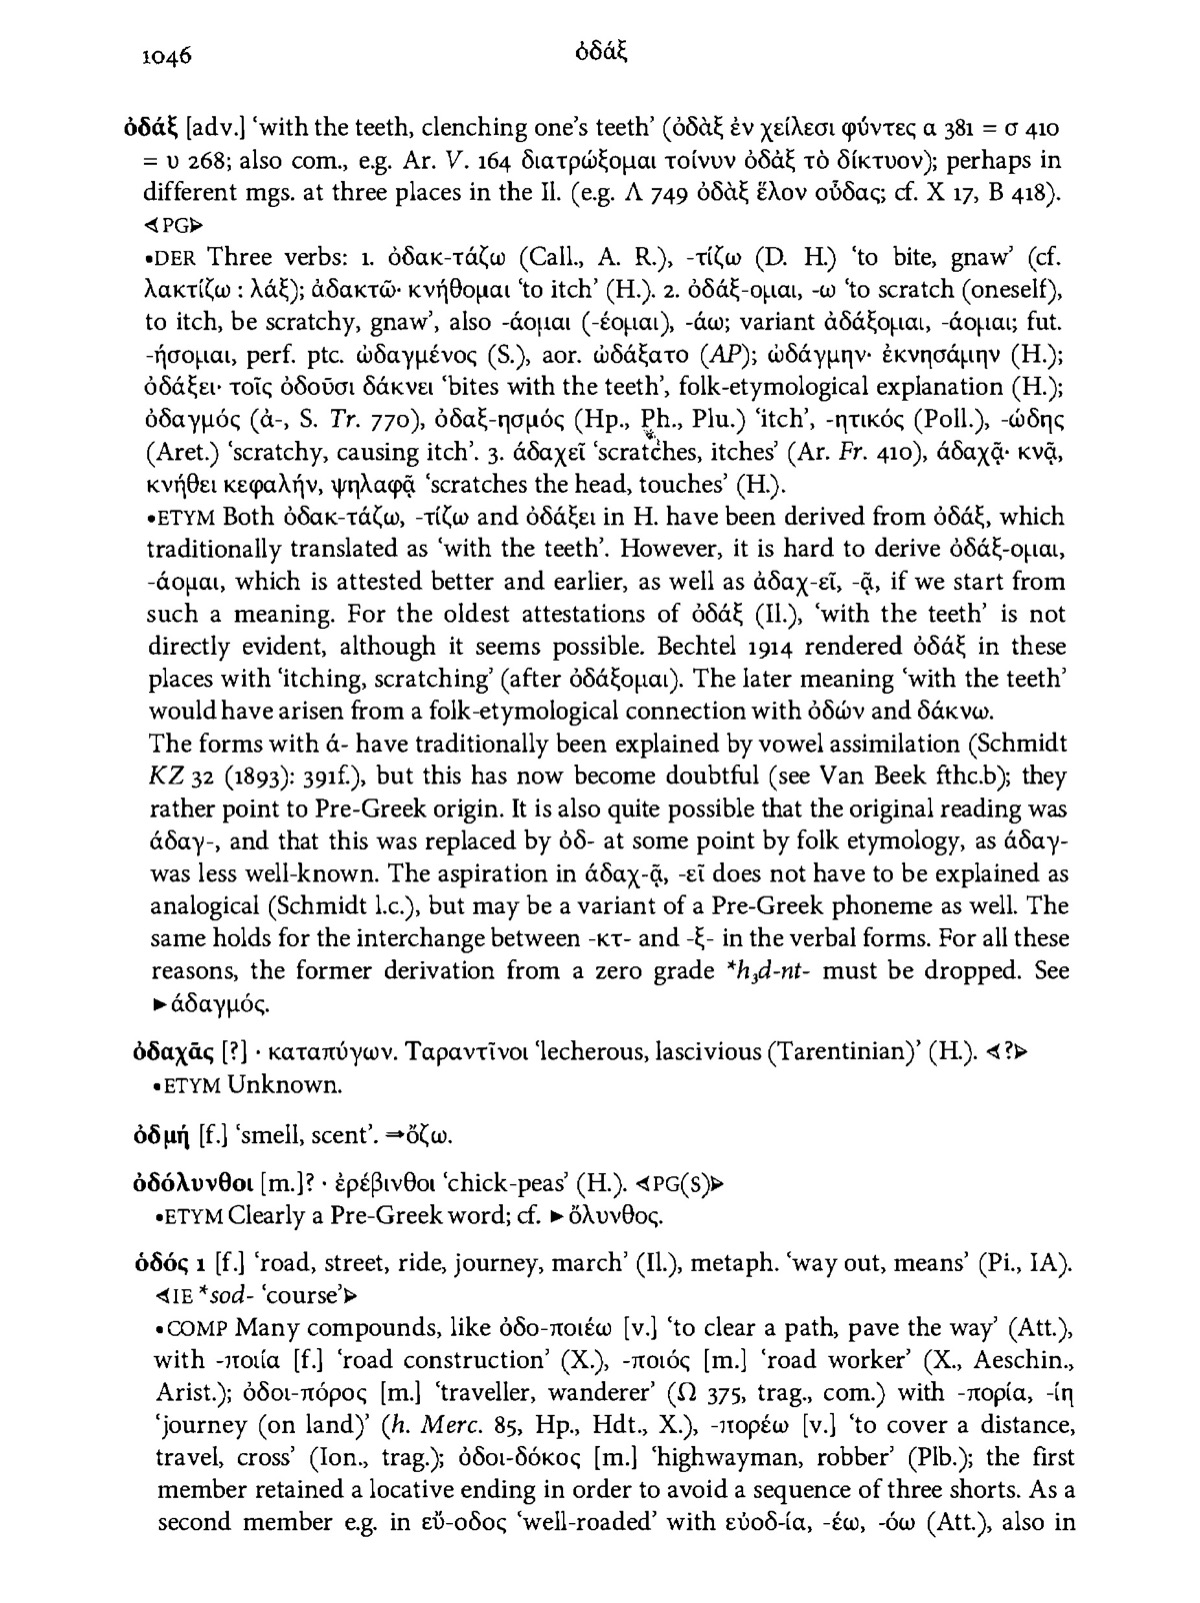 1046
ὀδάξ
ὀδάξ [adv.] ‘with the teeth, clenching one’s teeth’ (ὀδὰξ ἐν χείλεσι φύντες α 381 = σ 410
= υ 268; also com., e.g. Ar. V. 164 διατρώξομαι τοίνυν ὀδὰξ τὸ δίκτυον); perhaps in
different mgs. at three places in the Il. (e.g. Λ 749 ὀδὰξ ἕλον οὖδας; cf. Χ 17, Β 418).
◁PG▷
•DER Three verbs: 1. ὀδακ-τάζω (Call., A. R.), -τίζω (D. H.) ‘to bite, gnaw’ (cf.
λακτίζω : λάξ); ἀδακτῶ· κνήθομαι ‘to itch’ (H.). 2. ὀδάξ-ομαι, -ω ‘to scratch (oneself),
to itch, be scratchy, gnaw’, also -άομαι (-έομαι), -άω; variant ἀδάξομαι, -άομαι; fut.
-ήσομαι, perf. ptc. ὠδαγμένος (S.), aor. ὠδάξατο (AP); ὠδάγμην· ἐκνησάμην (H.);
ὀδάξει· τοῖς ὀδοῦσι δάκνει ‘bites with the teeth’, folk-etymological explanation (H.);
ὀδαγμός (ἀ-, S. Tr. 770), ὀδαξ-ησμός (Hp., Ph., Plu.) ‘itch’, -ητικός (Poll.), -ώδης
(Aret.) ‘scratchy, causing itch’. 3. ἀδαχεῖ ‘scratches, itches’ (Ar. Fr. 410), ἀδαχᾷ· κνᾷ,
κνήθει κεφαλήν, ψηλαφᾷ ‘scratches the head, touches’ (H.).
•ETYM Both ὀδακ-τάζω, -τίζω and ὀδάξει in H. have been derived from ὀδάξ, which
traditionally translated as ‘with the teeth’. However, it is hard to derive ὀδάξ-ομαι,
-άομαι, which is attested better and earlier, as well as ἀδαχ-εῖ, -ᾷ, if we start from
such a meaning. For the oldest attestations of ὀδάξ (Il.), ‘with the teeth’ is not
directly evident, although it seems possible. Bechtel 1914 rendered ὀδάξ in these
places with ‘itching, scratching’ (after ὀδάξομαι). The later meaning ‘with the teeth’
would have arisen from a folk-etymological connection with ὀδών and δάκνω.
The forms with ἀ- have traditionally been explained by vowel assimilation (Schmidt
KZ 32 (1893): 391f.), but this has now become doubtful (see Van Beek fthc.b); they
rather point to Pre-Greek origin. It is also quite possible that the original reading was
ἀδαγ-, and that this was replaced by ὀδ- at some point by folk etymology, as ἀδαγ-
was less well-known. The aspiration in ἀδαχ-ᾷ, -εῖ does not have to be explained as
analogical (Schmidt l.c.), but may be a variant of a Pre-Greek phoneme as well. The
same holds for the interchange between -κτ- and -ξ- in the verbal forms. For all these
reasons, the former derivation from a zero grade *h₃d-nt- must be dropped. See
►ἀδαγμός.
ὀδαχᾶς [?] · καταπύγων. Ταραντῖνοι ‘lecherous, lascivious (Tarentinian)’ (H.). ◁?▷
•ETYM Unknown.
ὀδμή [f.] ‘smell, scent’. ⇒ὄζω.
ὀδόλυνθοι [m.]? · ἐρέβινθοι ‘chick-peas’ (H.). ◁PG(S)▷
•ETYM Clearly a Pre-Greek word; cf. ►ὄλυνθος.
ὁδός 1 [f.] ‘road, street, ride, journey, march’ (Il.), metaph. ‘way out, means’ (Pi., IA).
◁IE *sod- ‘course’▷
•COMP Many compounds, like ὁδο-ποιέω [v.] ‘to clear a path, pave the way’ (Att.),
with -ποιία [f.] ‘road construction’ (X.), -ποιός [m.] ‘road worker’ (X., Aeschin.,
Arist.); ὁδοι-πόρος [m.] ‘traveller, wanderer’ (Ω 375, trag., com.) with -πορία, -ίη
‘journey (on land)’ (h. Merc. 85, Hp., Hdt., X.), -πορέω [v.] ‘to cover a distance,
travel, cross’ (Ion., trag.); ὁδοι-δόκος [m.] ‘highwayman, robber’ (Plb.); the first
member retained a locative ending in order to avoid a sequence of three shorts. As a
second member e.g. in εὔ-οδος ‘well-roaded’ with εὐοδ-ία, -έω, -όω (Att.), also in